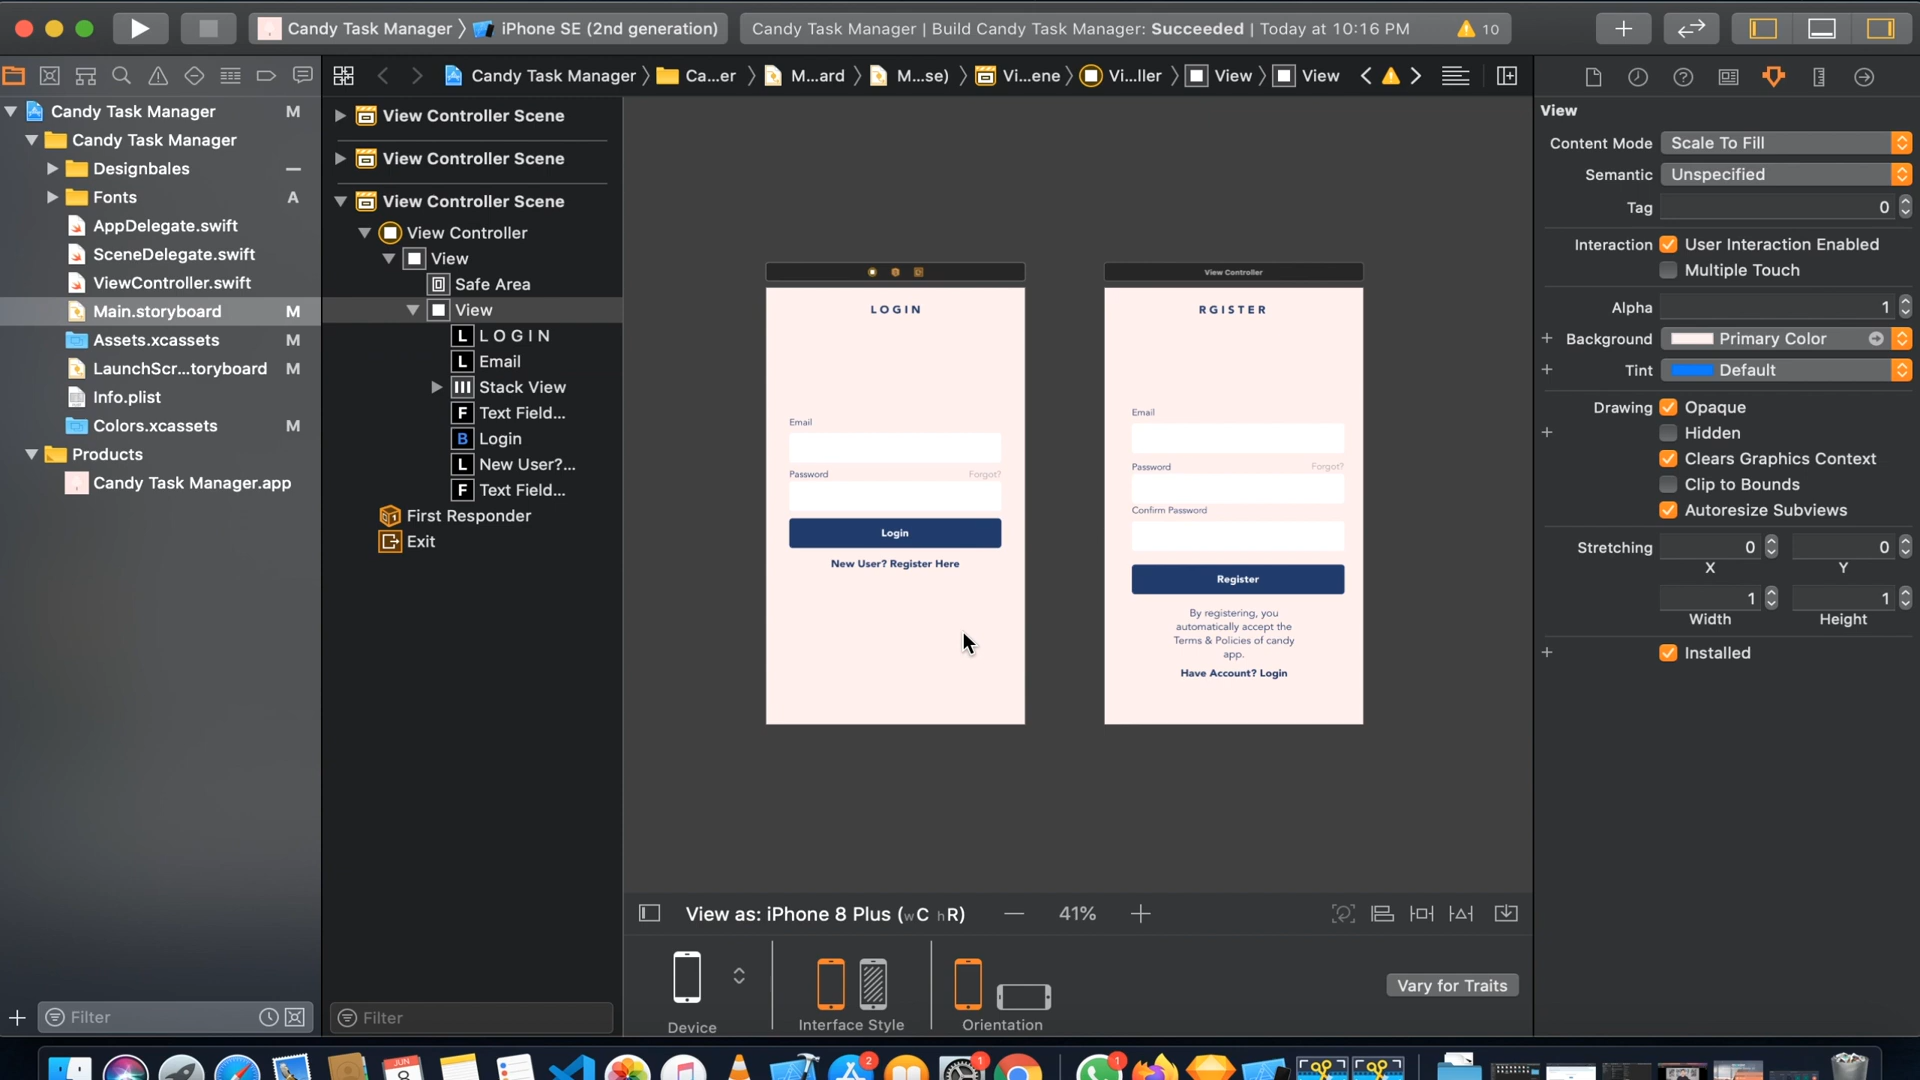 Candy Task Manager 〉 iPhone SE (2nd generation)
Candy Task Manager | Build Candy Task Manager: Succeeded | Today at 10:16 PM
10
Candy Task Manager 〉 Ca...er 〉 M...ard 〉 M...se) 〉 Vi...ene 〉 Vi...ller 〉 View 〉 View
Candy Task Manager M
Candy Task Manager
Designbales —
Fonts A
AppDelegate.swift
SceneDelegate.swift
ViewController.swift
Main.storyboard M
Assets.xcassets M
LaunchScr...toryboard M
Info.plist
Colors.xcassets M
Products
Candy Task Manager.app
Filter
View Controller Scene
View Controller Scene
View Controller Scene
View Controller
View
Safe Area
View
L L O G I N
L Email
Stack View
F Text Field...
B Login
L New User?...
F Text Field...
First Responder
Exit
Filter
LOGIN
Email
Password Forgot?
Login
New User? Register Here
View Controller
RGISTER
Email
Password Forgot?
Confirm Password
Register
By registering, you
automatically accept the
Terms & Policies of candy
app.
Have Account? Login
View as: iPhone 8 Plus (wC hR)
41%
Device
Interface Style
Orientation
Vary for Traits
View
Content Mode Scale To Fill
Semantic Unspecified
Tag 0
Interaction User Interaction Enabled
Multiple Touch
Alpha 1
+ Background Primary Color
+ Tint Default
Drawing Opaque
+ Hidden
Clears Graphics Context
Clip to Bounds
Autoresize Subviews
Stretching 0 0
X Y
1 1
Width Height
+ Installed
JUN
8
2
1
1